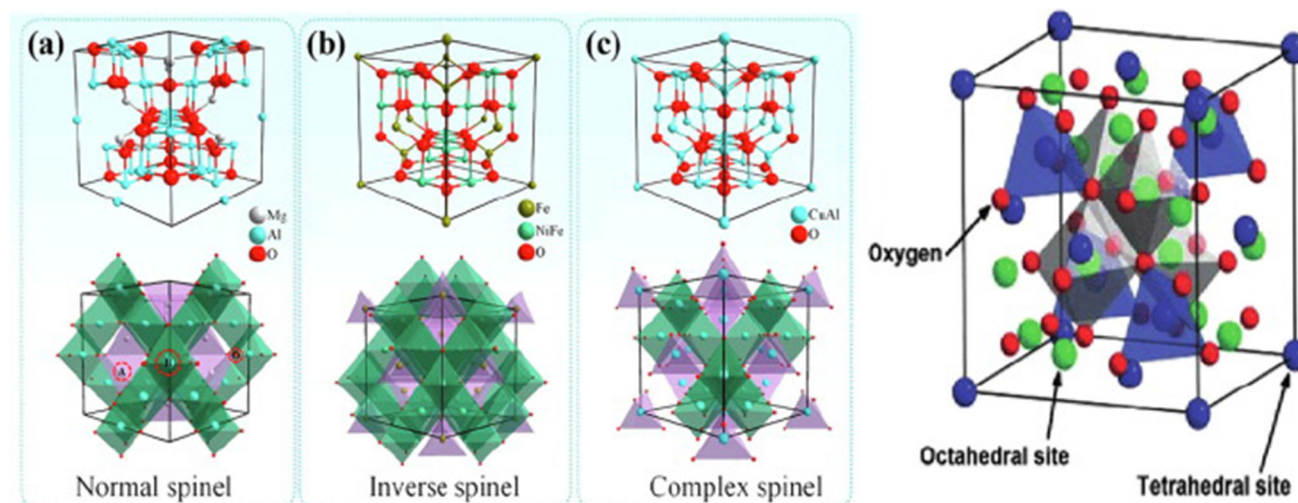 (a)
Mg
Al
O
A
B
O
Normal spinel
(b)
Fe
NiFe
O
Inverse spinel
(c)
CuAl
O
Complex spinel
Oxygen
Octahedral site
Tetrahedral site